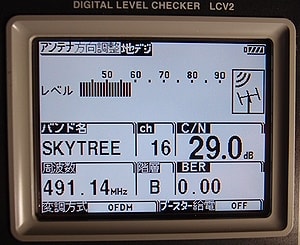 DIGITAL LEVEL CHECKER LCV2
アンテナ方向調整 地デジ
50 60 70 80 90
レベル
バンド名 ch C/N
SKYTREE 16 29.0dB
周波数 階層 BER
491.14MHz B 0.00
変調方式 OFDM ブースター給電 OFF